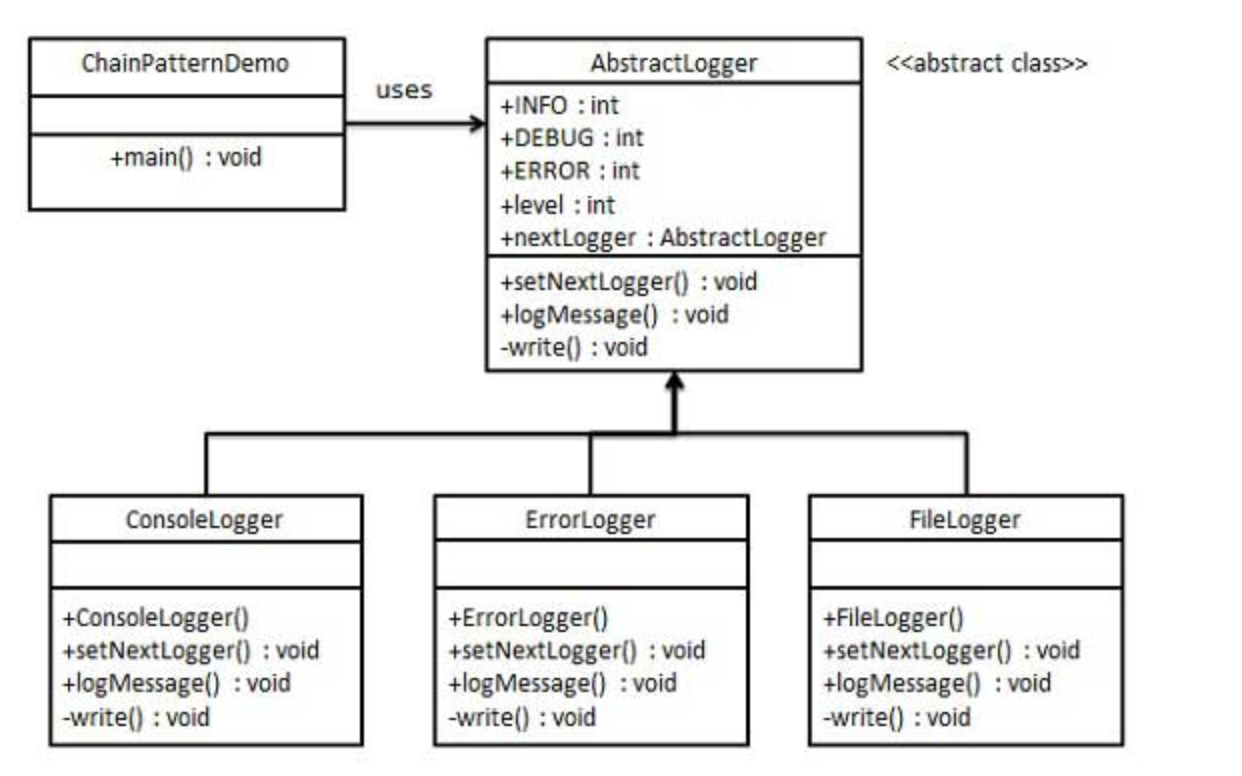 ChainPatternDemo
+main() : void
uses
AbstractLogger
<<abstract class>>
+INFO : int
+DEBUG : int
+ERROR : int
+level : int
+nextLogger : AbstractLogger
+setNextLogger() : void
+logMessage() : void
-write() : void
ConsoleLogger
+ConsoleLogger()
+setNextLogger() : void
+logMessage() : void
-write() : void
ErrorLogger
+ErrorLogger()
+setNextLogger() : void
+logMessage() : void
-write() : void
FileLogger
+FileLogger()
+setNextLogger() : void
+logMessage() : void
-write() : void